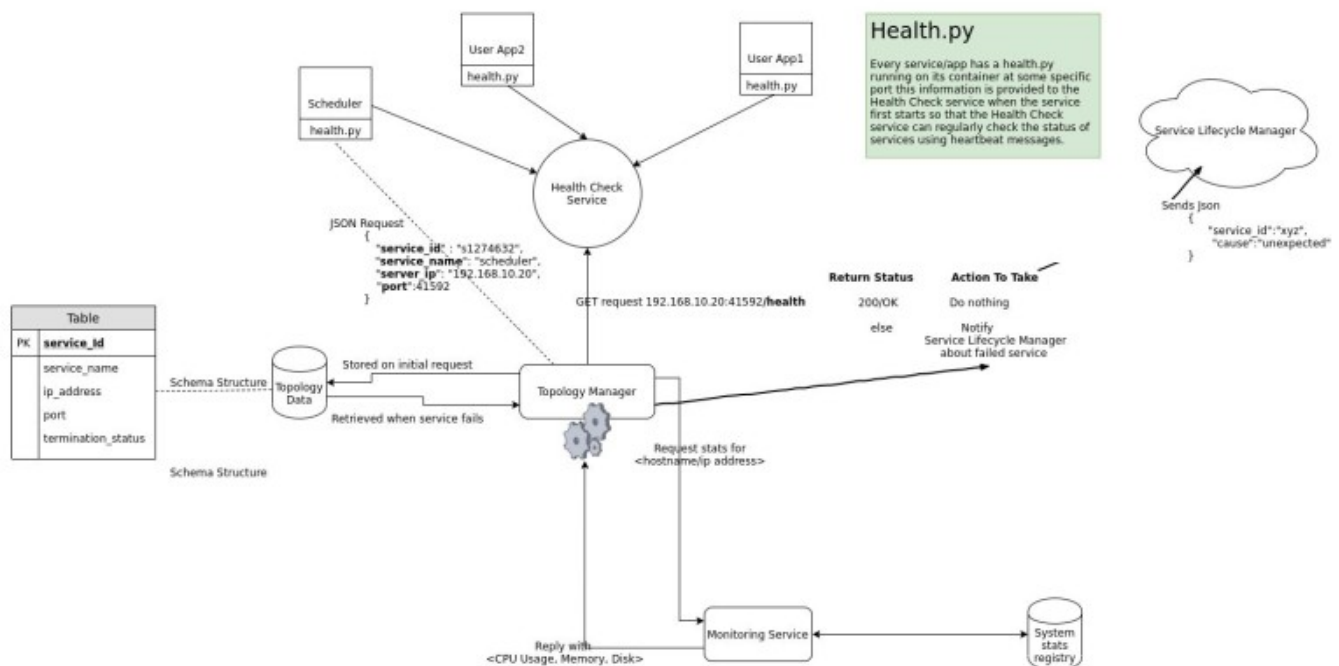 User App2
health.py
User App1
health.py
Scheduler
health.py
Health Check
Service
Health.py
Every service/app has a health.py
running on its container at some specific
port this information is provided to the
Health Check service when the service
first starts so that the Health Check
service can regularly check the status of
services using heartbeat messages.
Service Lifecycle Manager
Sends Json
{
"service_id":"xyz",
"cause":"unexpected"
}
JSON Request
{
"service_id" : "s1274632",
"service_name": "scheduler",
"server_ip": "192.168.10.20",
"port":41592
}
GET request 192.168.10.20:41592/health
Return Status Action To Take
200/OK Do nothing
else Notify
Service Lifecycle Manager
about failed service
Table
PK service_Id
service_name
ip_address
port
termination_status
Schema Structure
Topology
Data
Stored on initial request
Retrieved when service fails
Topology Manager
Schema Structure
Request stats for
<hostname/ip address>
Monitoring Service
System
stats
registry
Reply with
<CPU Usage, Memory, Disk>